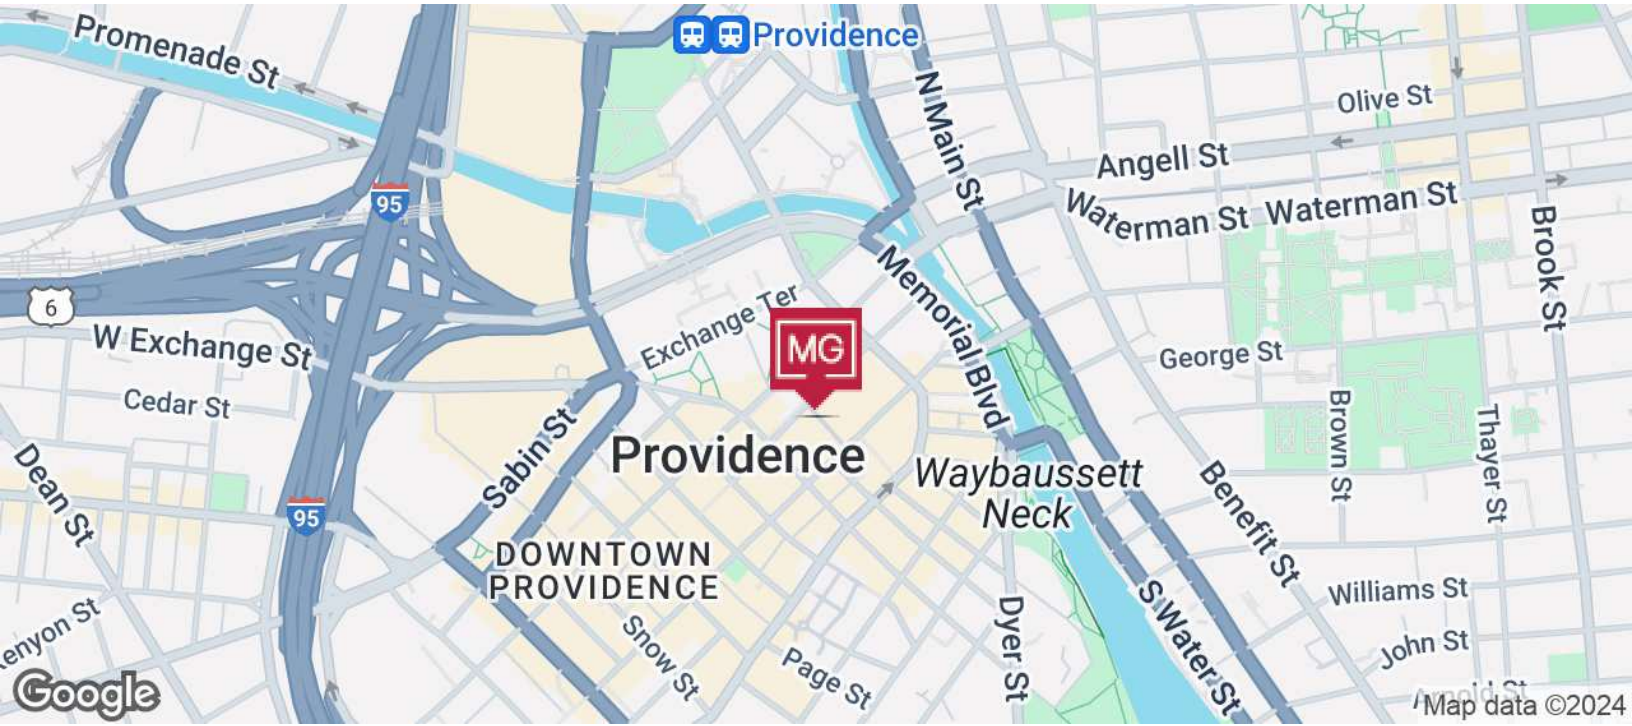 Promenade St
Providence
N Main St
Olive St
Angell St
Waterman St
Waterman St
95
6
Brook St
Memorial Blvd
Exchange Ter
MG
W Exchange St
George St
Cedar St
Brown St
Thayer St
Sabin St
Providence
Waybaussett
Neck
Dean St
95
Benefit St
DOWNTOWN
PROVIDENCE
Williams St
S Water St
Dyer St
Snow St
Page St
John St
Kenyon St
Arnold St
Google
Map data ©2024